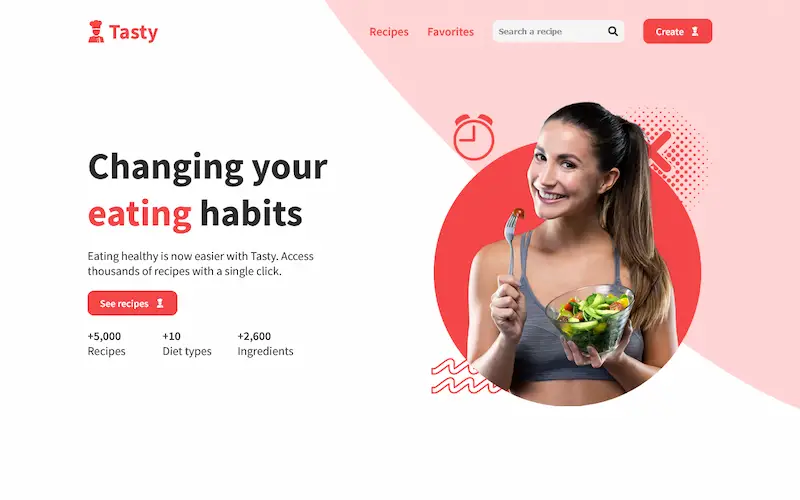 Tasty
Recipes
Favorites
Search a recipe
Create
Changing your
eating habits
Eating healthy is now easier with Tasty. Access
thousands of recipes with a single click.
See recipes
+5,000
Recipes
+10
Diet types
+2,600
Ingredients